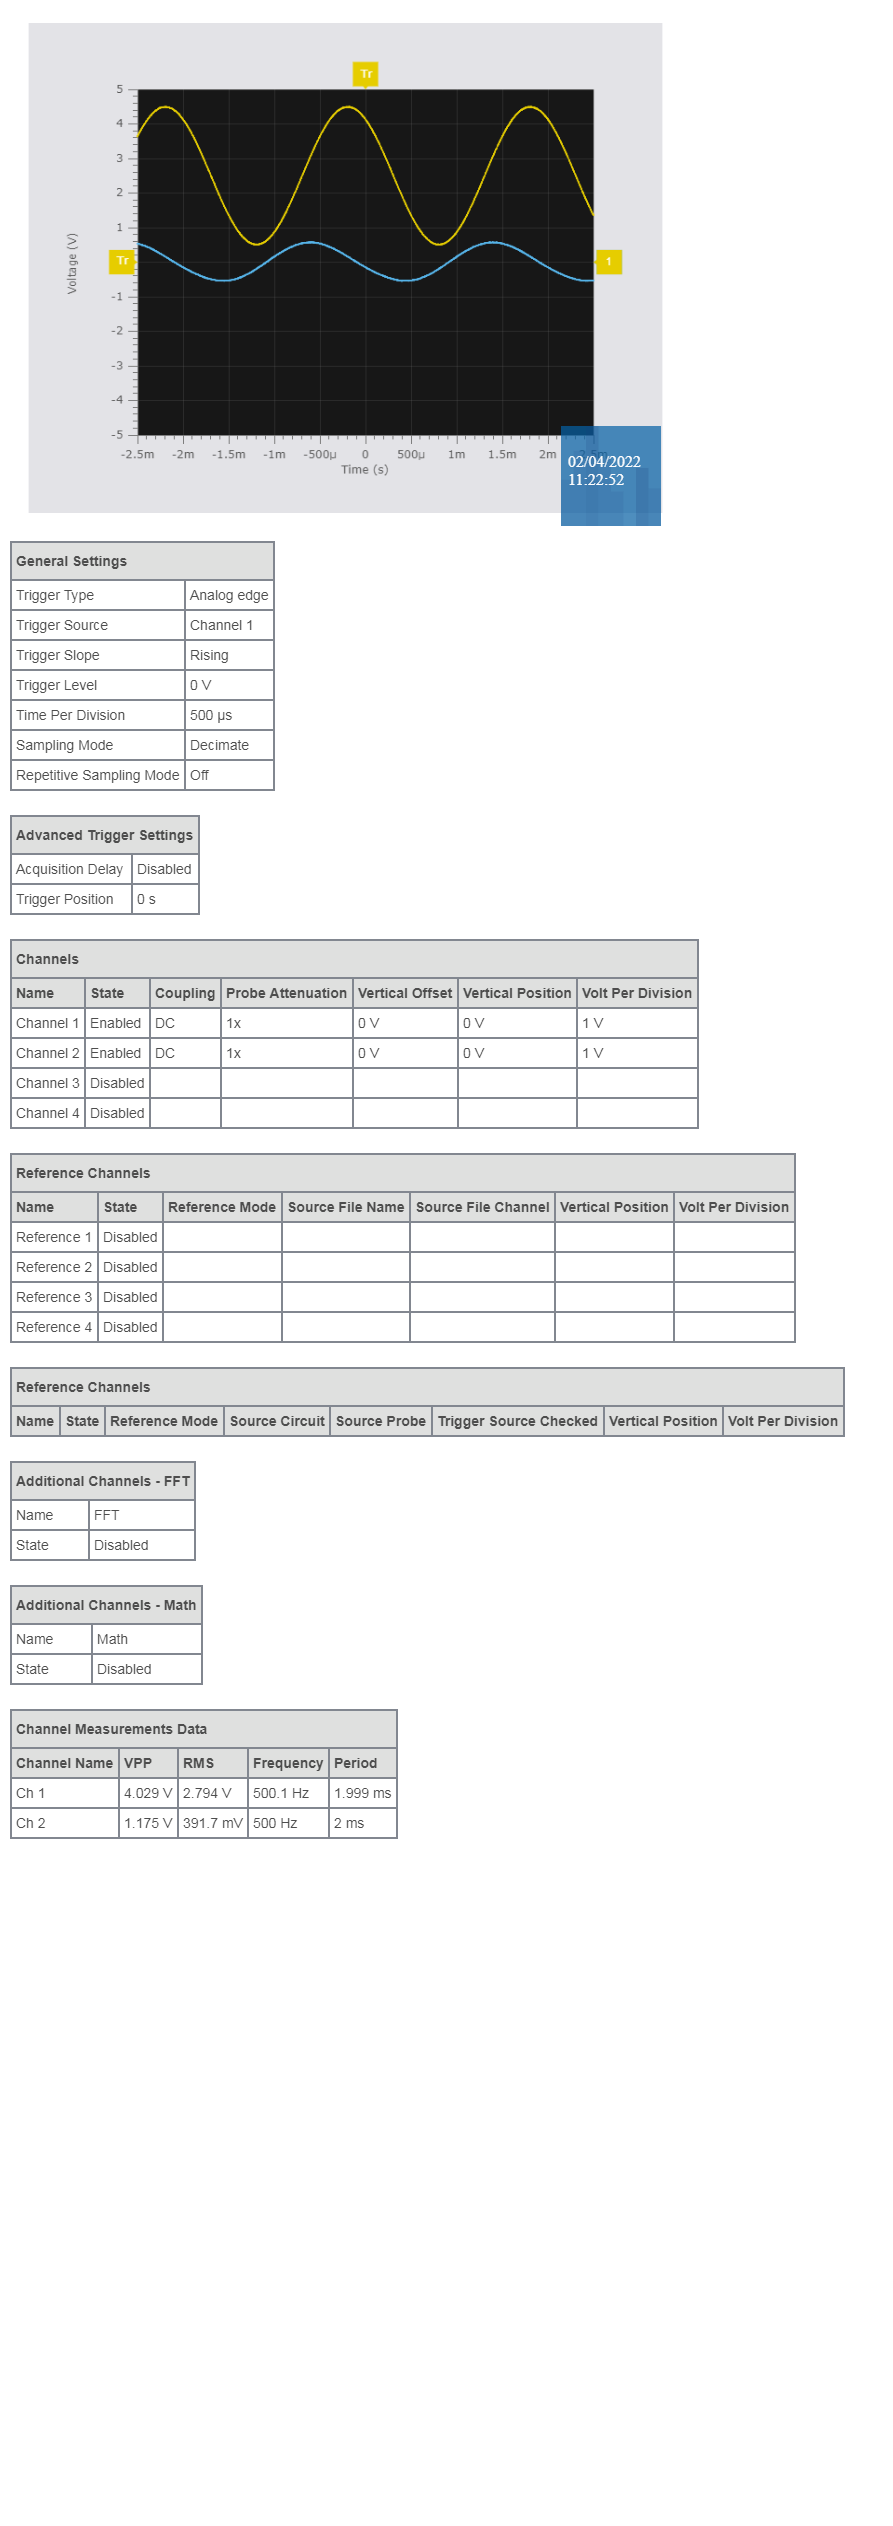 Tr
5
4
3
2
1
Tr
1
-1
-2
-3
-4
-5
Voltage (V)
-2.5m -2m -1.5m -1m -500µ 0 500µ 1m 1.5m 2m 2.5m
Time (s)
02/04/2022
11:22:52
General Settings
Trigger Type Analog edge
Trigger Source Channel 1
Trigger Slope Rising
Trigger Level 0 V
Time Per Division 500 µs
Sampling Mode Decimate
Repetitive Sampling Mode Off
Advanced Trigger Settings
Acquisition Delay Disabled
Trigger Position 0 s
Channels
Name State Coupling Probe Attenuation Vertical Offset Vertical Position Volt Per Division
Channel 1 Enabled DC 1x 0 V 0 V 1 V
Channel 2 Enabled DC 1x 0 V 0 V 1 V
Channel 3 Disabled
Channel 4 Disabled
Reference Channels
Name State Reference Mode Source File Name Source File Channel Vertical Position Volt Per Division
Reference 1 Disabled
Reference 2 Disabled
Reference 3 Disabled
Reference 4 Disabled
Reference Channels
Name State Reference Mode Source Circuit Source Probe Trigger Source Checked Vertical Position Volt Per Division
Additional Channels - FFT
Name FFT
State Disabled
Additional Channels - Math
Name Math
State Disabled
Channel Measurements Data
Channel Name VPP RMS Frequency Period
Ch 1 4.029 V 2.794 V 500.1 Hz 1.999 ms
Ch 2 1.175 V 391.7 mV 500 Hz 2 ms